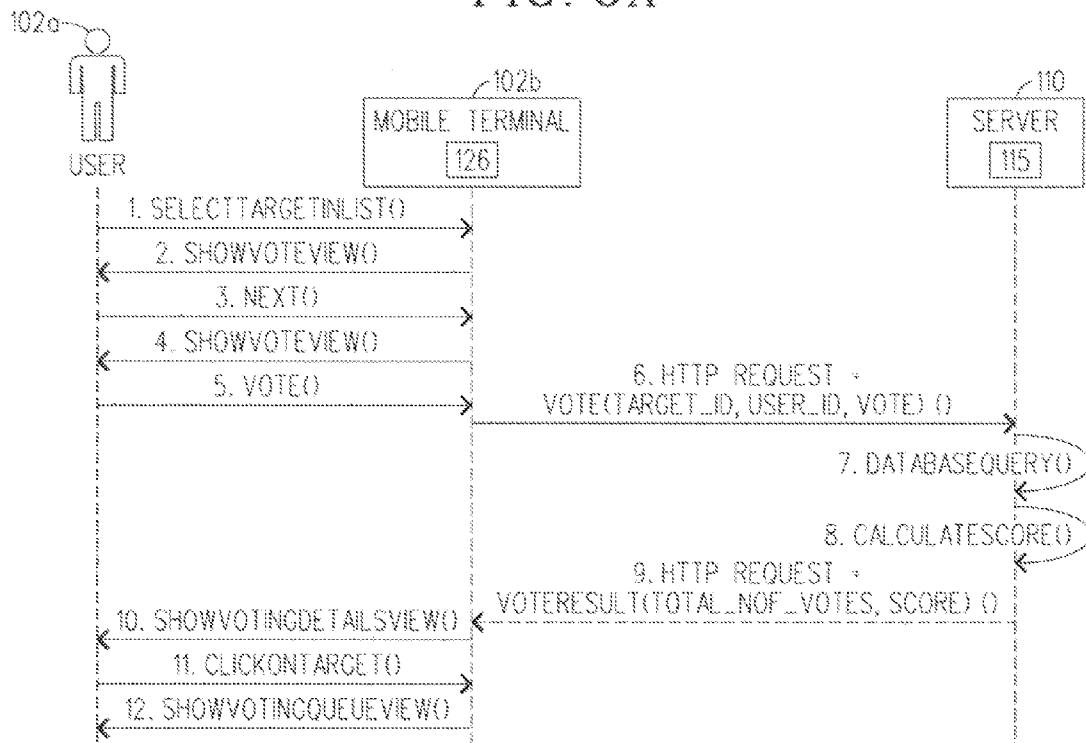 102a
102b
110
MOBILE TERMINAL
126
SERVER
115
USER
1. SELECTTARGETINLIST()
2. SHOWVOTEVIEW()
3. NEXT()
4. SHOWVOTEVIEW()
5. VOTE()
6. HTTP REQUEST -
VOTE(TARGET_ID, USER_ID, VOTE) ()
7. DATABASEQUERY()
8. CALCULATESCORE()
9. HTTP REQUEST -
VOTERESULT(TOTAL_NOF_VOTES, SCORE) ()
10. SHOWVOTINGDETAILSVIEW()
11. CLICKONTARGET()
12. SHOWVOTINGQUEUEVIEW()